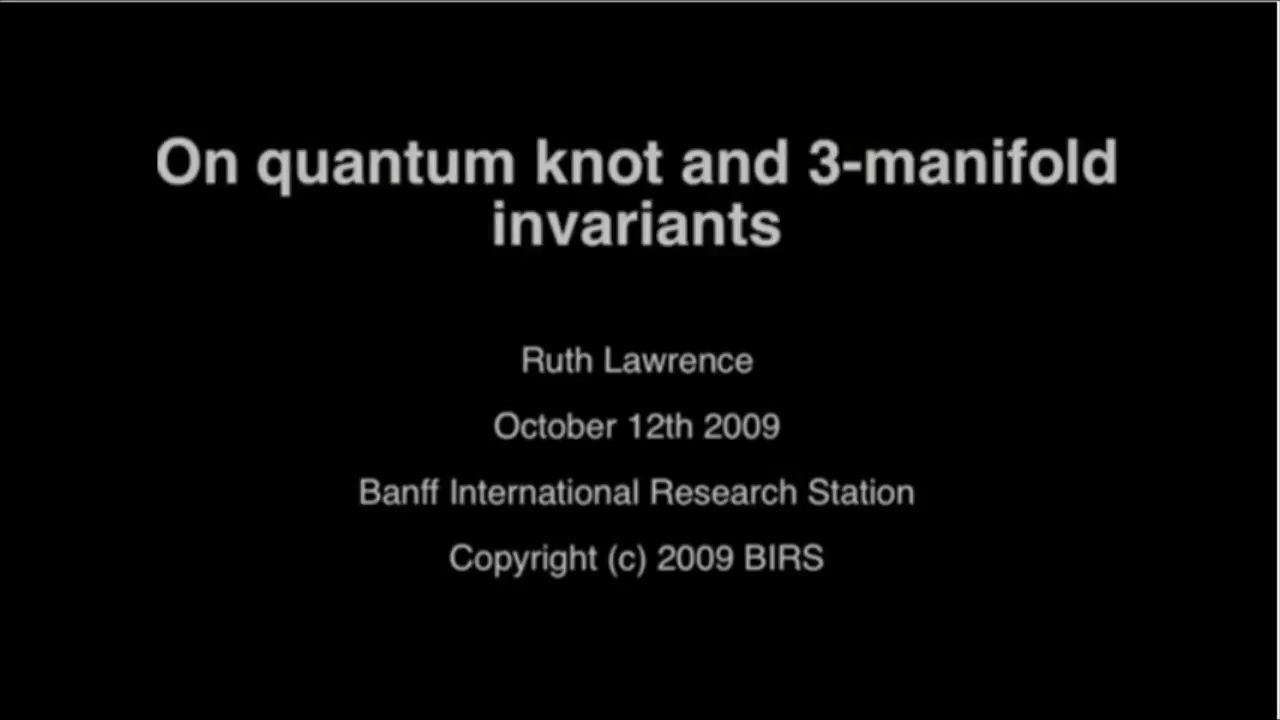 On quantum knot and 3-manifold
invariants
Ruth Lawrence
October 12th 2009
Banff International Research Station
Copyright (c) 2009 BIRS